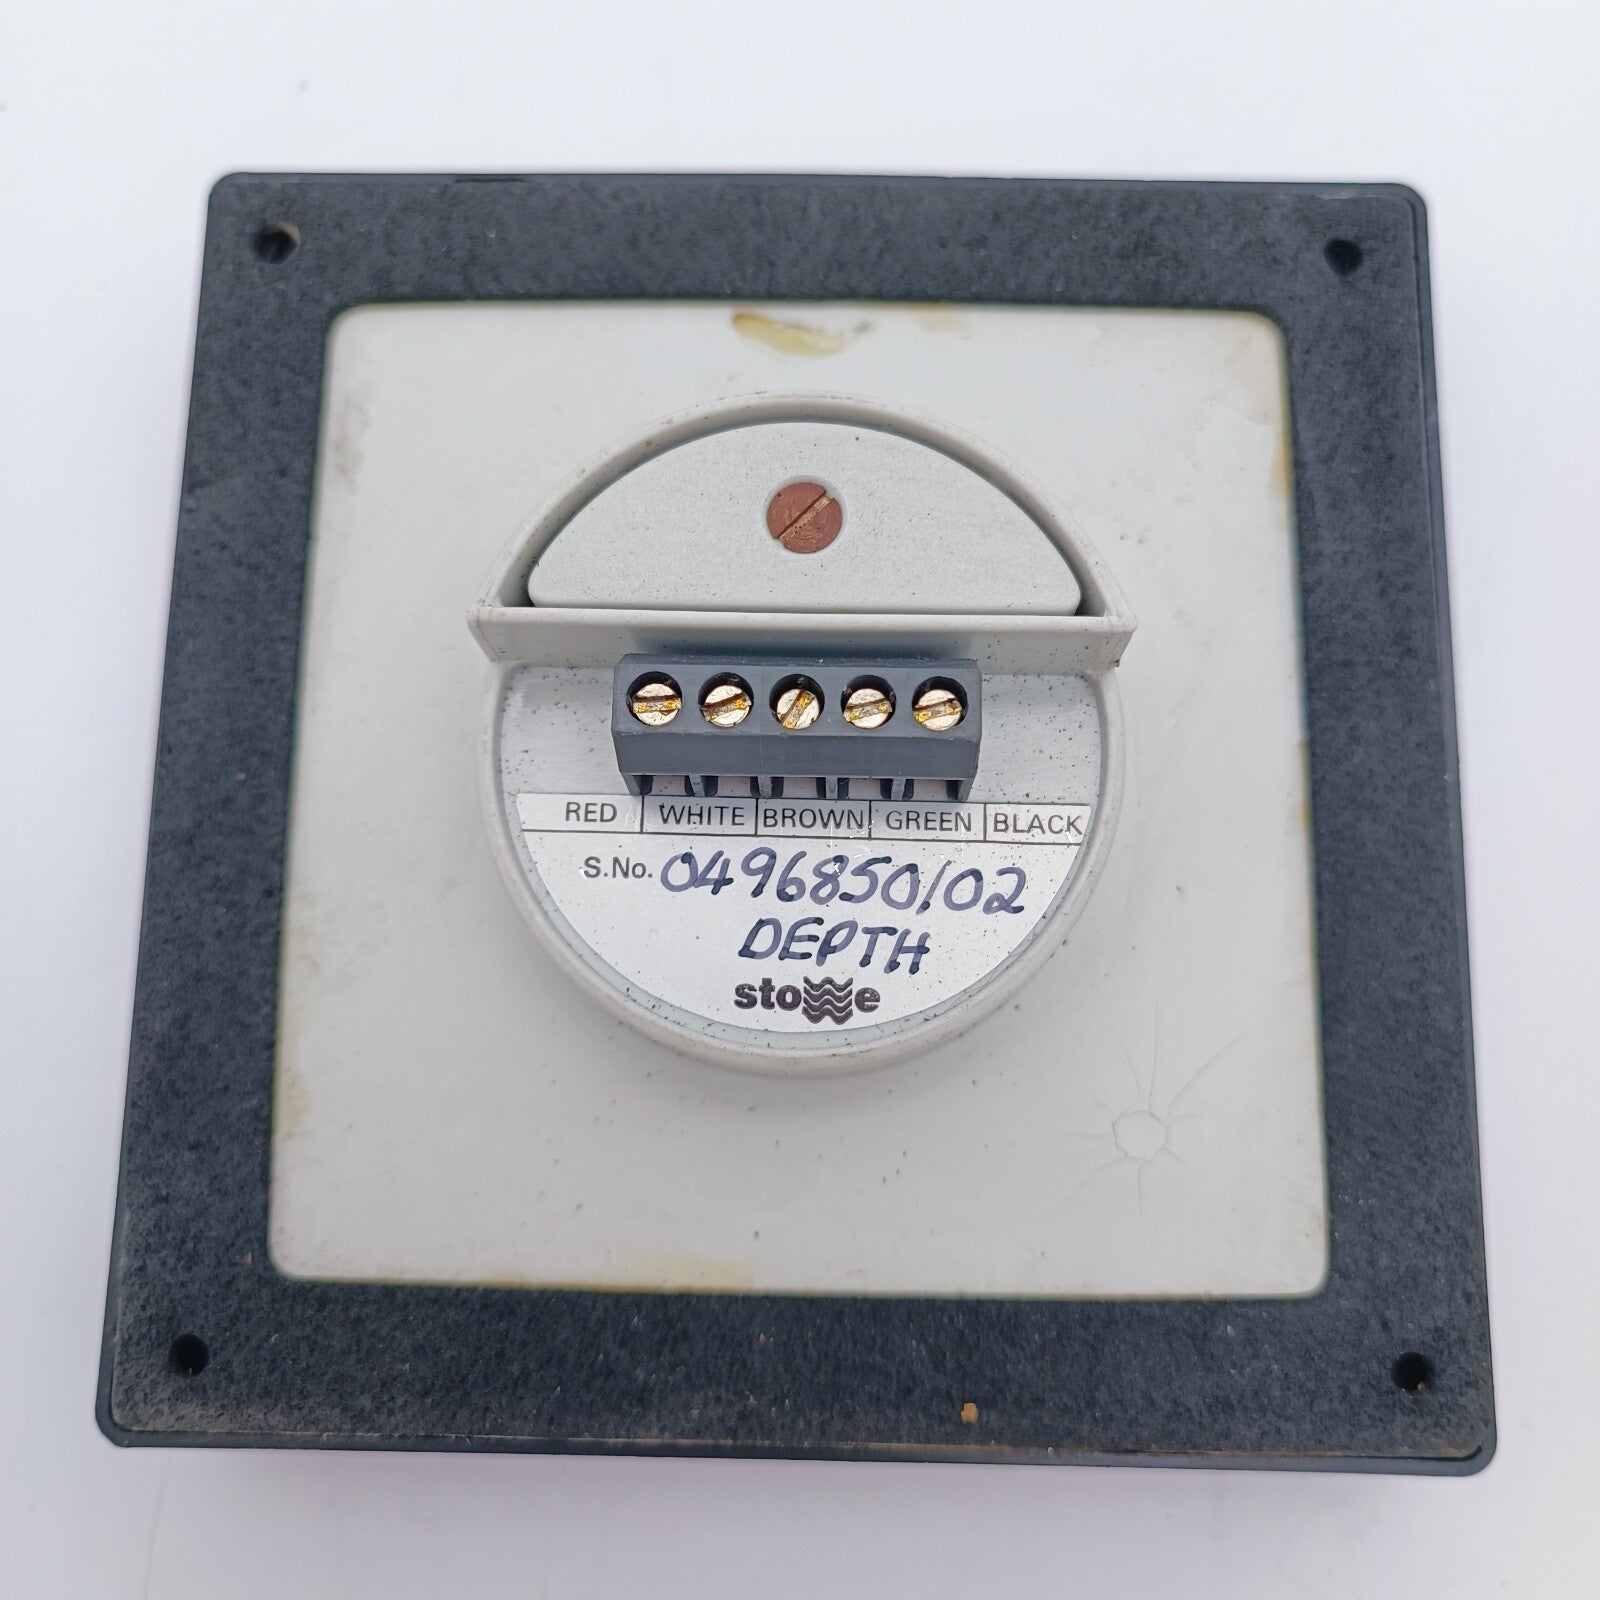 RED WHITE BROWN GREEN BLACK
S.No. 0496850/02
DEPTH
stowe